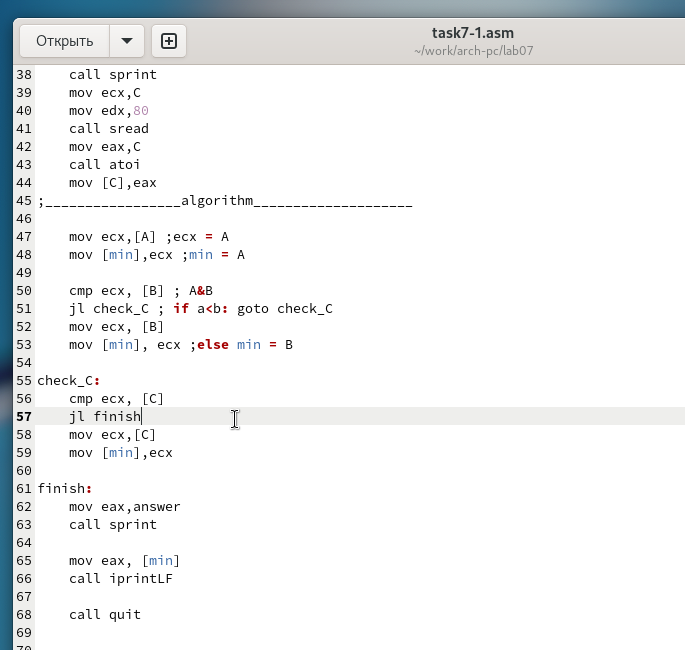 Открыть
task7-1.asm
~/work/arch-pc/lab07
38 call sprint
39 mov ecx,C
40 mov edx,80
41 call sread
42 mov eax,C
43 call atoi
44 mov [C],eax
45 ;_________________algorithm____________________
46
47 mov ecx,[A] ;ecx = A
48 mov [min],ecx ;min = A
49
50 cmp ecx, [B] ; A&B
51 jl check_C ; if a<b: goto check_C
52 mov ecx, [B]
53 mov [min], ecx ;else min = B
54
55 check_C:
56 cmp ecx, [C]
57 jl finish
58 mov ecx,[C]
59 mov [min],ecx
60
61 finish:
62 mov eax,answer
63 call sprint
64
65 mov eax, [min]
66 call iprintLF
67
68 call quit
69
70